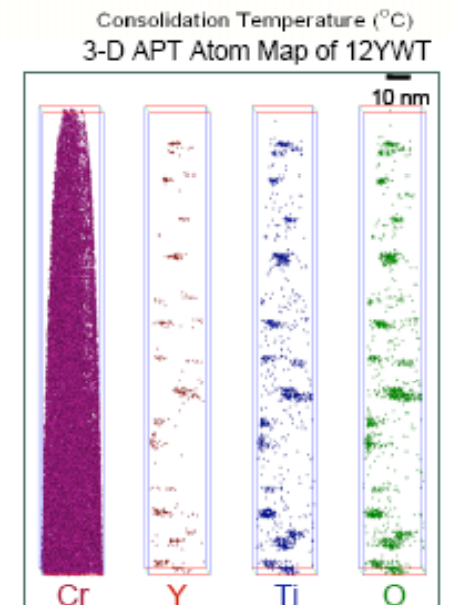 Consolidation Temperature (°C)
3-D APT Atom Map of 12YWT
10 nm
Cr Y Ti O